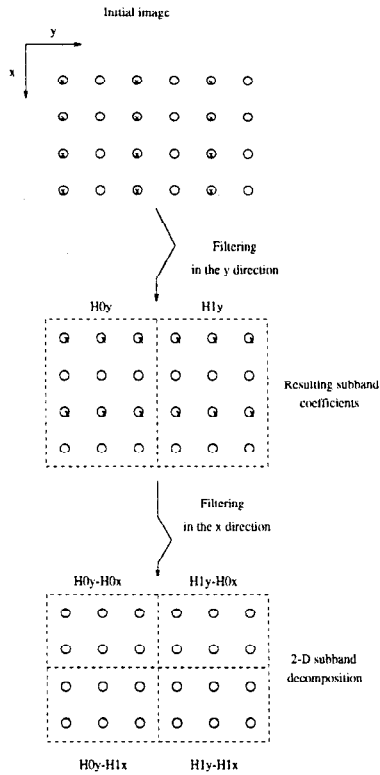 Initial image
y
x
Filtering
in the y direction
H0y H1y
Resulting subband
coefficients
Filtering
in the x direction
H0y-H0x H1y-H0x
2-D subband
decomposition
H0y-H1x H1y-H1x